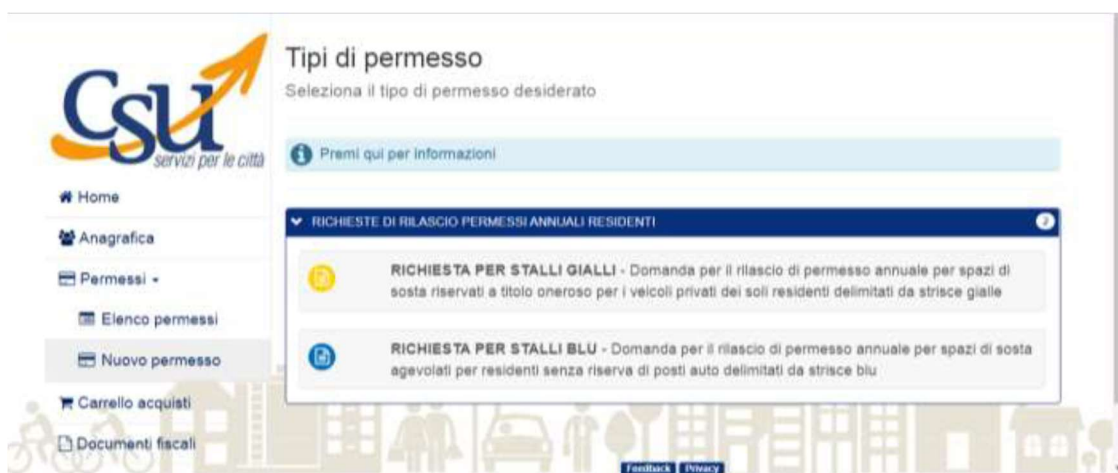 Csu
servizi per le città
Home
Anagrafica
Permessi
Elenco permessi
Nuovo permesso
Carrello acquisti
Documenti fiscali
Tipi di permesso
Seleziona il tipo di permesso desiderato
Premi qui per informazioni
RICHIESTE DI RILASCIO PERMESSI ANNUALI RESIDENTI
RICHIESTA PER STALLI GIALLI - Domanda per il rilascio di permesso annuale per spazi di
sosta riservati a titolo oneroso per i veicoli privati dei soli residenti delimitati da strisce gialle
RICHIESTA PER STALLI BLU - Domanda per il rilascio di permesso annuale per spazi di sosta
agevolati per residenti senza riserva di posti auto delimitati da strisce blu
Feedback Privacy